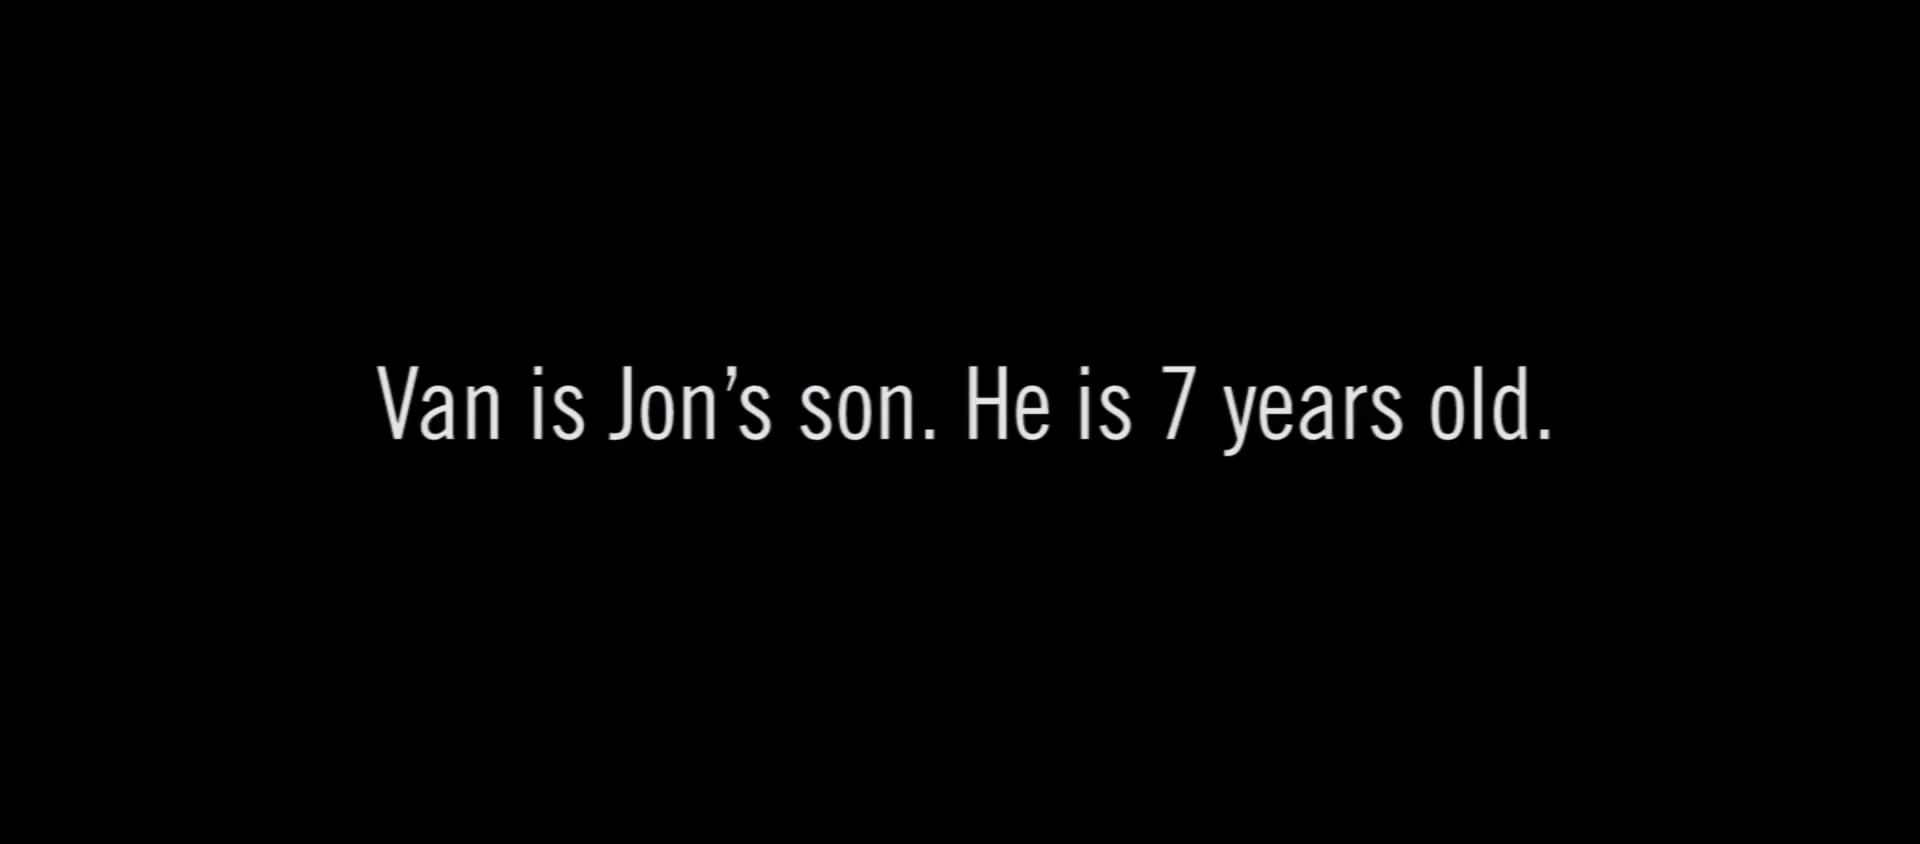 Van is Jon’s son. He is 7 years old.